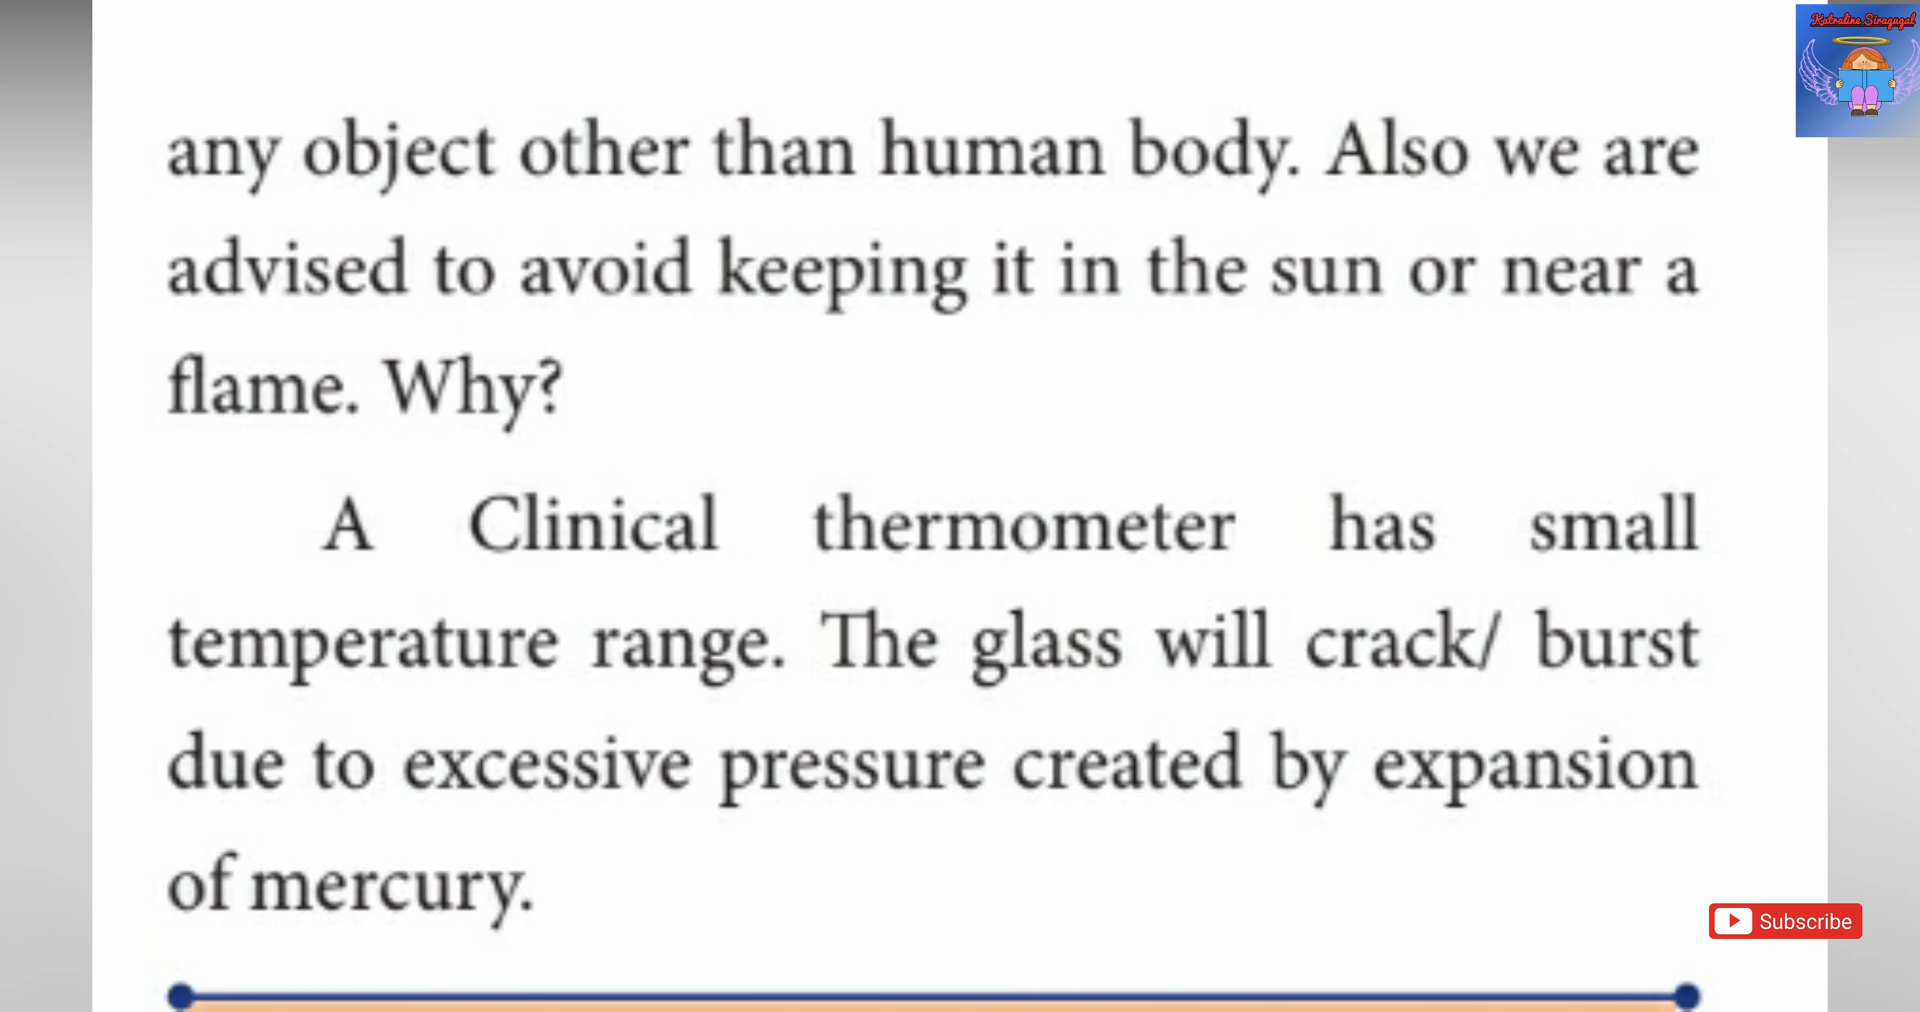 Katraline Siragugal
any object other than human body. Also we are
advised to avoid keeping it in the sun or near a
flame. Why?
A Clinical thermometer has small
temperature range. The glass will crack/ burst
due to excessive pressure created by expansion
of mercury.
Subscribe